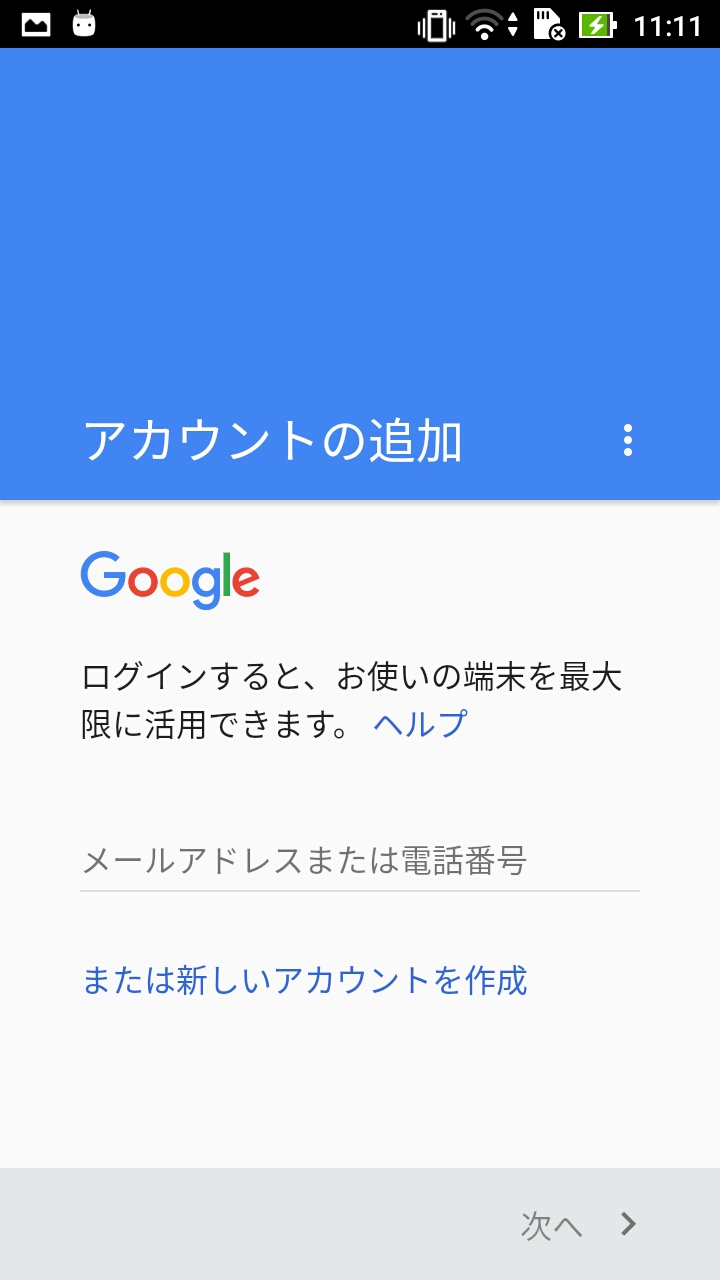 11:11
アカウントの追加
Google
ログインすると、お使いの端末を最大
限に活用できます。 ヘルプ
メールアドレスまたは電話番号
または新しいアカウントを作成
次へ